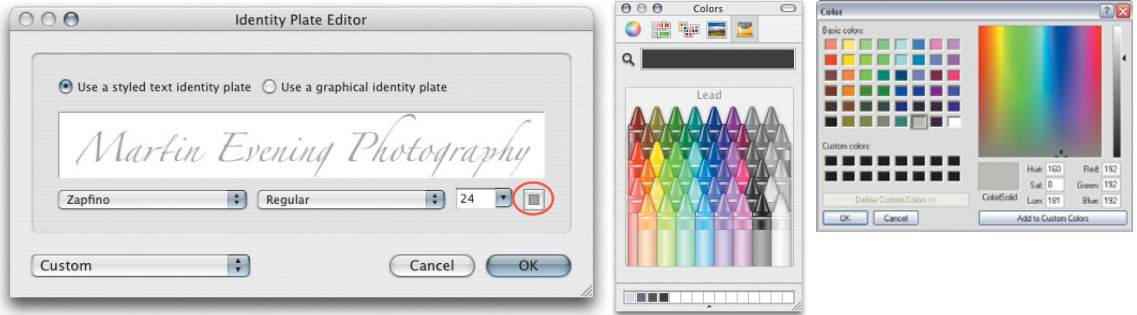 Identity Plate Editor
Use a styled text identity plate Use a graphical identity plate
Martin Evening Photography
Zapfino Regular 24
Custom Cancel OK
Colors
Lead
Color
Basic colors:
Custom colors:
Define Custom Colors >>
OK Cancel
Color|Solid
Hue: 160 Red: 192
Sat: 0 Green: 192
Lum: 181 Blue: 192
Add to Custom Colors